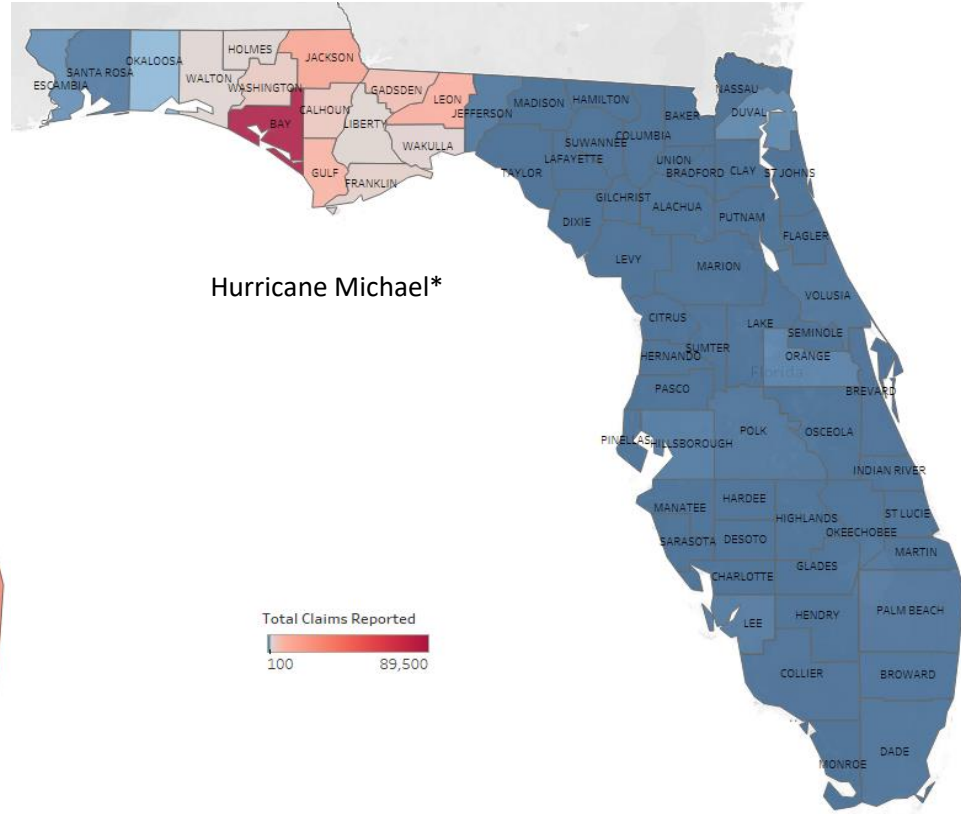 HOLMES
JACKSON
OKALOOSA
SANTA ROSA
ESCAMBIA
WALTON
WASHINGTON
GADSDEN
LEON
JEFFERSON
MADISON
HAMILTON
NASSAU
DUVAL
BAKER
CALHOUN
BAY
LIBERTY
WAKULLA
SUWANNEE
COLUMBIA
LAFAYETTE
UNION
BRADFORD
CLAY
ST JOHNS
TAYLOR
GULF
FRANKLIN
GILCHRIST
ALACHUA
PUTNAM
DIXIE
FLAGLER
LEVY
MARION
Hurricane Michael*
VOLUSIA
CITRUS
LAKE
SEMINOLE
SUMTER
HERNANDO
ORANGE
Florida
PASCO
BREVARD
POLK
OSCEOLA
PINELLAS
HILLSBOROUGH
INDIAN RIVER
HARDEE
MANATEE
HIGHLANDS
ST LUCIE
OKEECHOBEE
SARASOTA
DESOTO
MARTIN
GLADES
CHARLOTTE
PALM BEACH
HENDRY
LEE
Total Claims Reported
100 89,500
COLLIER
BROWARD
DADE
MONROE